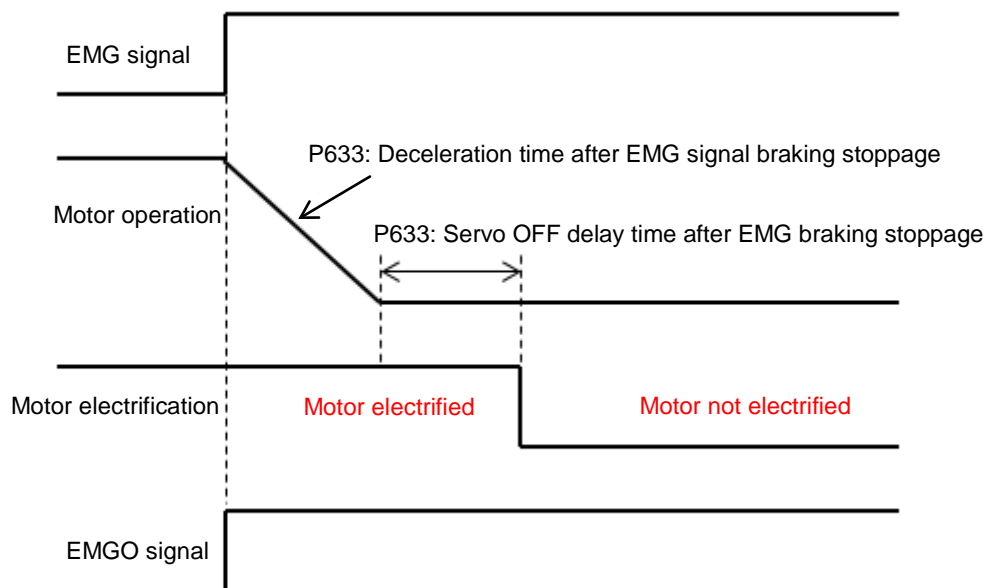 EMG signal
P633: Deceleration time after EMG signal braking stoppage
Motor operation
P633: Servo OFF delay time after EMG braking stoppage
Motor electrification
Motor electrified
Motor not electrified
EMGO signal